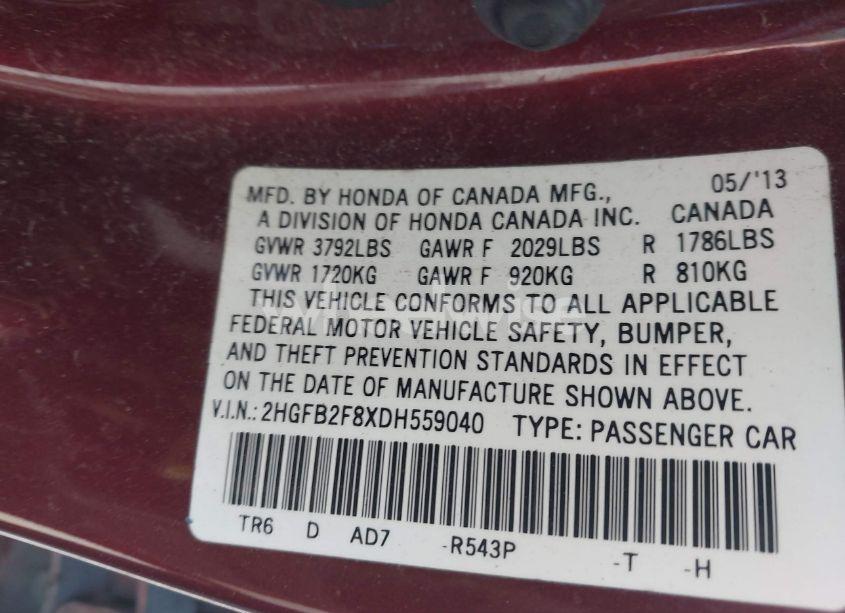 MFD. BY HONDA OF CANADA MFG., 05/'13
A DIVISION OF HONDA CANADA INC. CANADA
GVWR 3792LBS GAWR F 2029LBS R 1786LBS
GVWR 1720KG GAWR F 920KG R 810KG
THIS VEHICLE CONFORMS TO ALL APPLICABLE
FEDERAL MOTOR VEHICLE SAFETY, BUMPER,
AND THEFT PREVENTION STANDARDS IN EFFECT
ON THE DATE OF MANUFACTURE SHOWN ABOVE.
V.I.N.: 2HGFB2F8XDH559040 TYPE: PASSENGER CAR
TR6 D AD7 -R543P -T -H